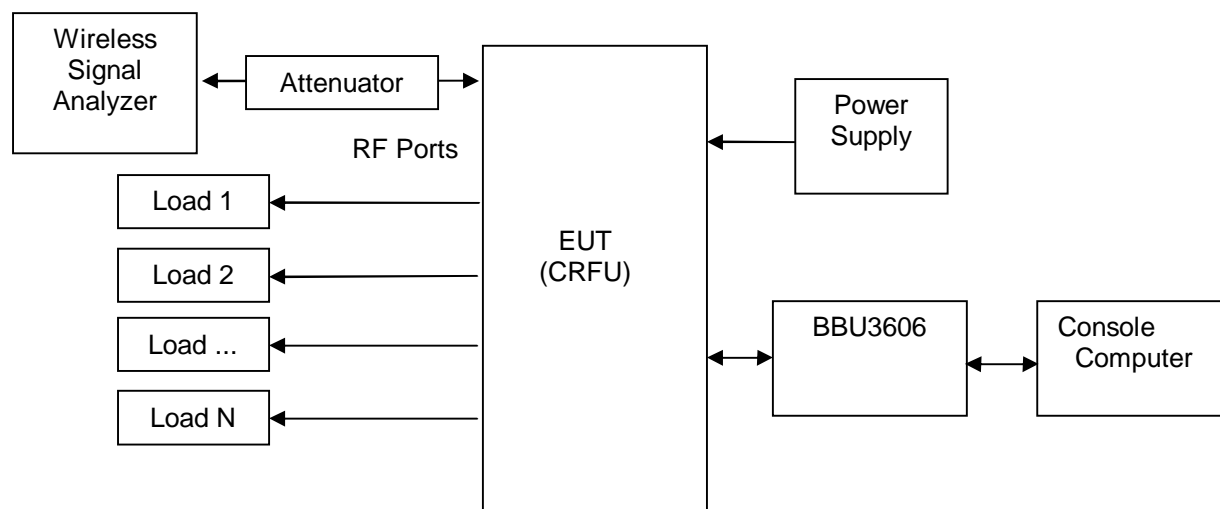 Wireless
Signal
Analyzer
Attenuator
RF Ports
Load 1
Load 2
Load ...
Load N
EUT
(CRFU)
Power
Supply
BBU3606
Console
Computer